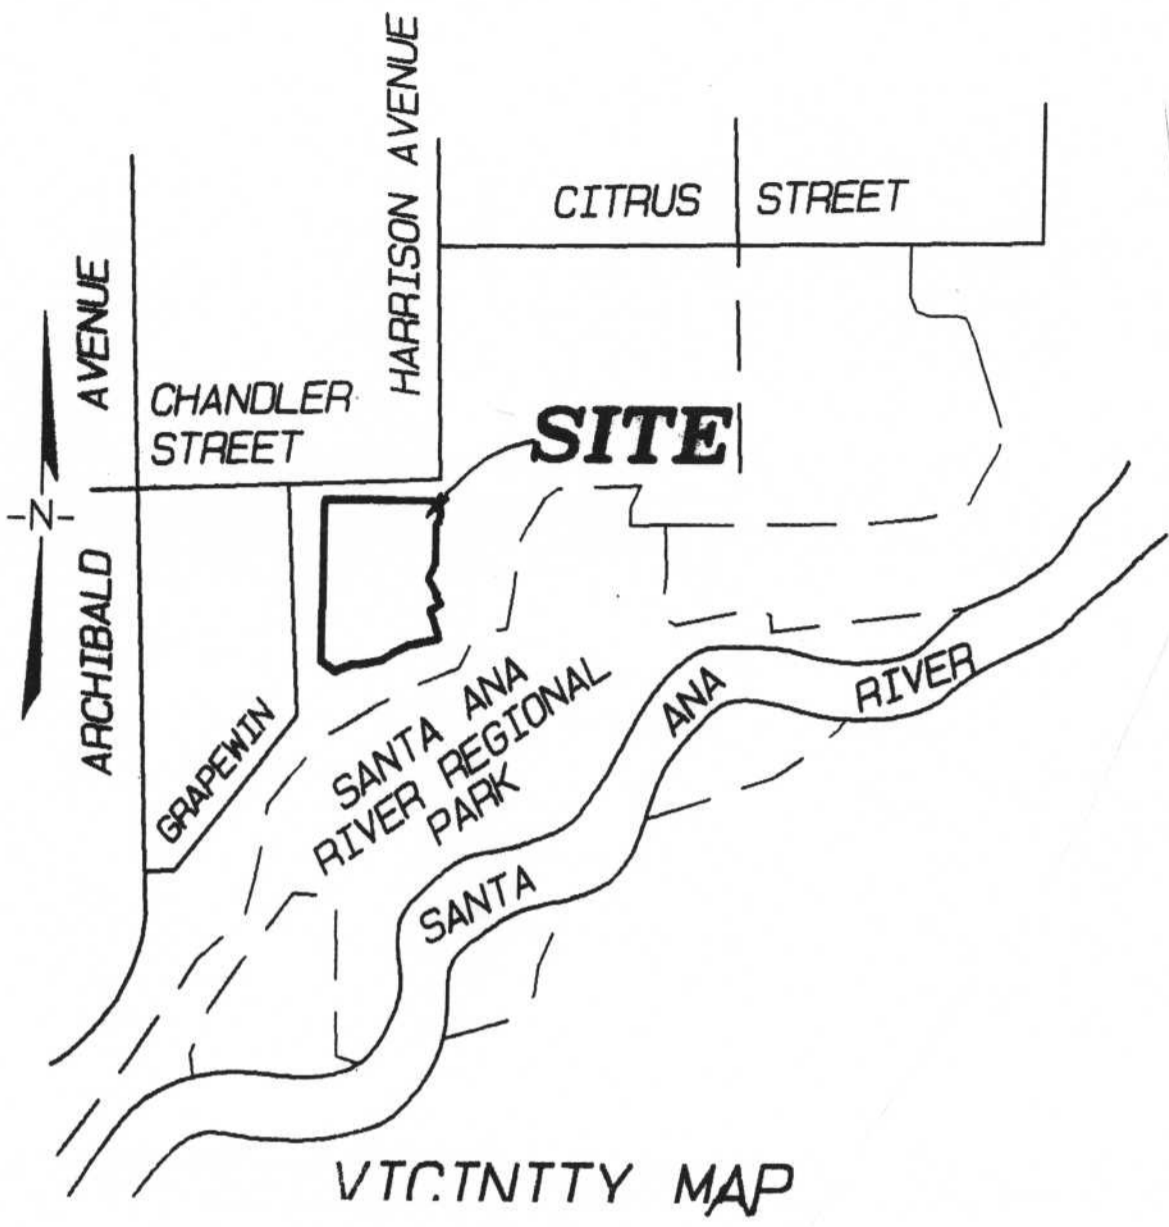 HARRISON AVENUE
CITRUS STREET
ARCHIBALD AVENUE
CHANDLER
STREET
SITE
-N-
GRAPEWIN
SANTA ANA
RIVER REGIONAL
PARK
SANTA ANA RIVER
VICINITY MAP